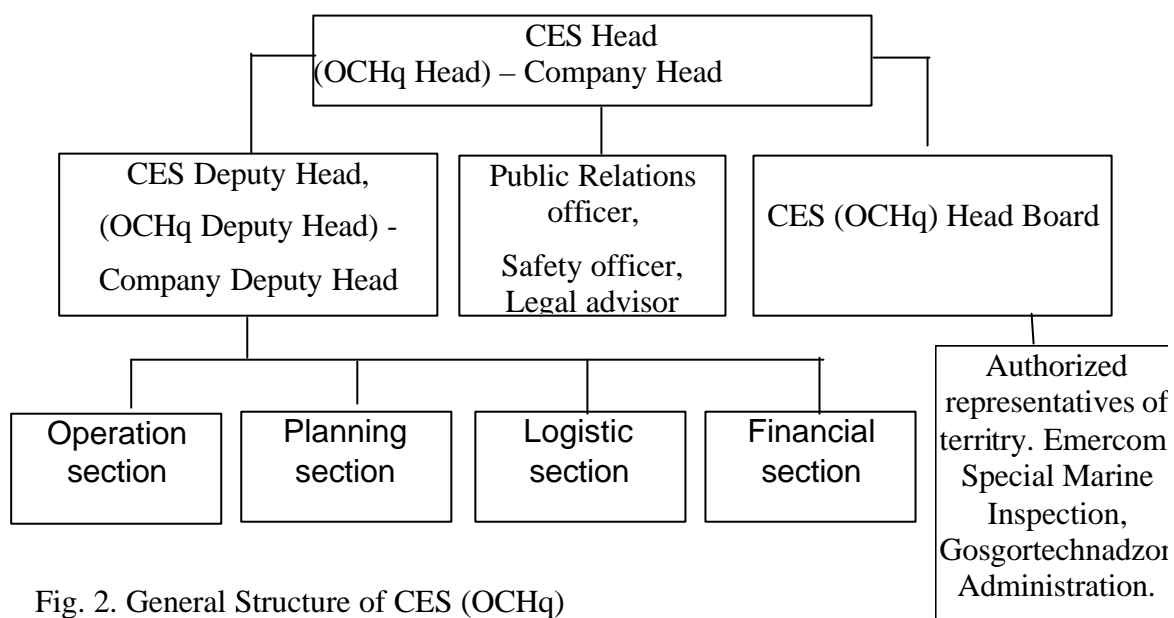 CES Head
(OCHq Head) – Company Head
CES Deputy Head,
(OCHq Deputy Head) -
Company Deputy Head
Public Relations
officer,
Safety officer,
Legal advisor
CES (OCHq) Head Board
Operation
section
Planning
section
Logistic
section
Financial
section
Authorized
representatives of
territry. Emercom
Special Marine
Inspection,
Gosgortechnadzor
Administration.
Fig. 2. General Structure of CES (OCHq)